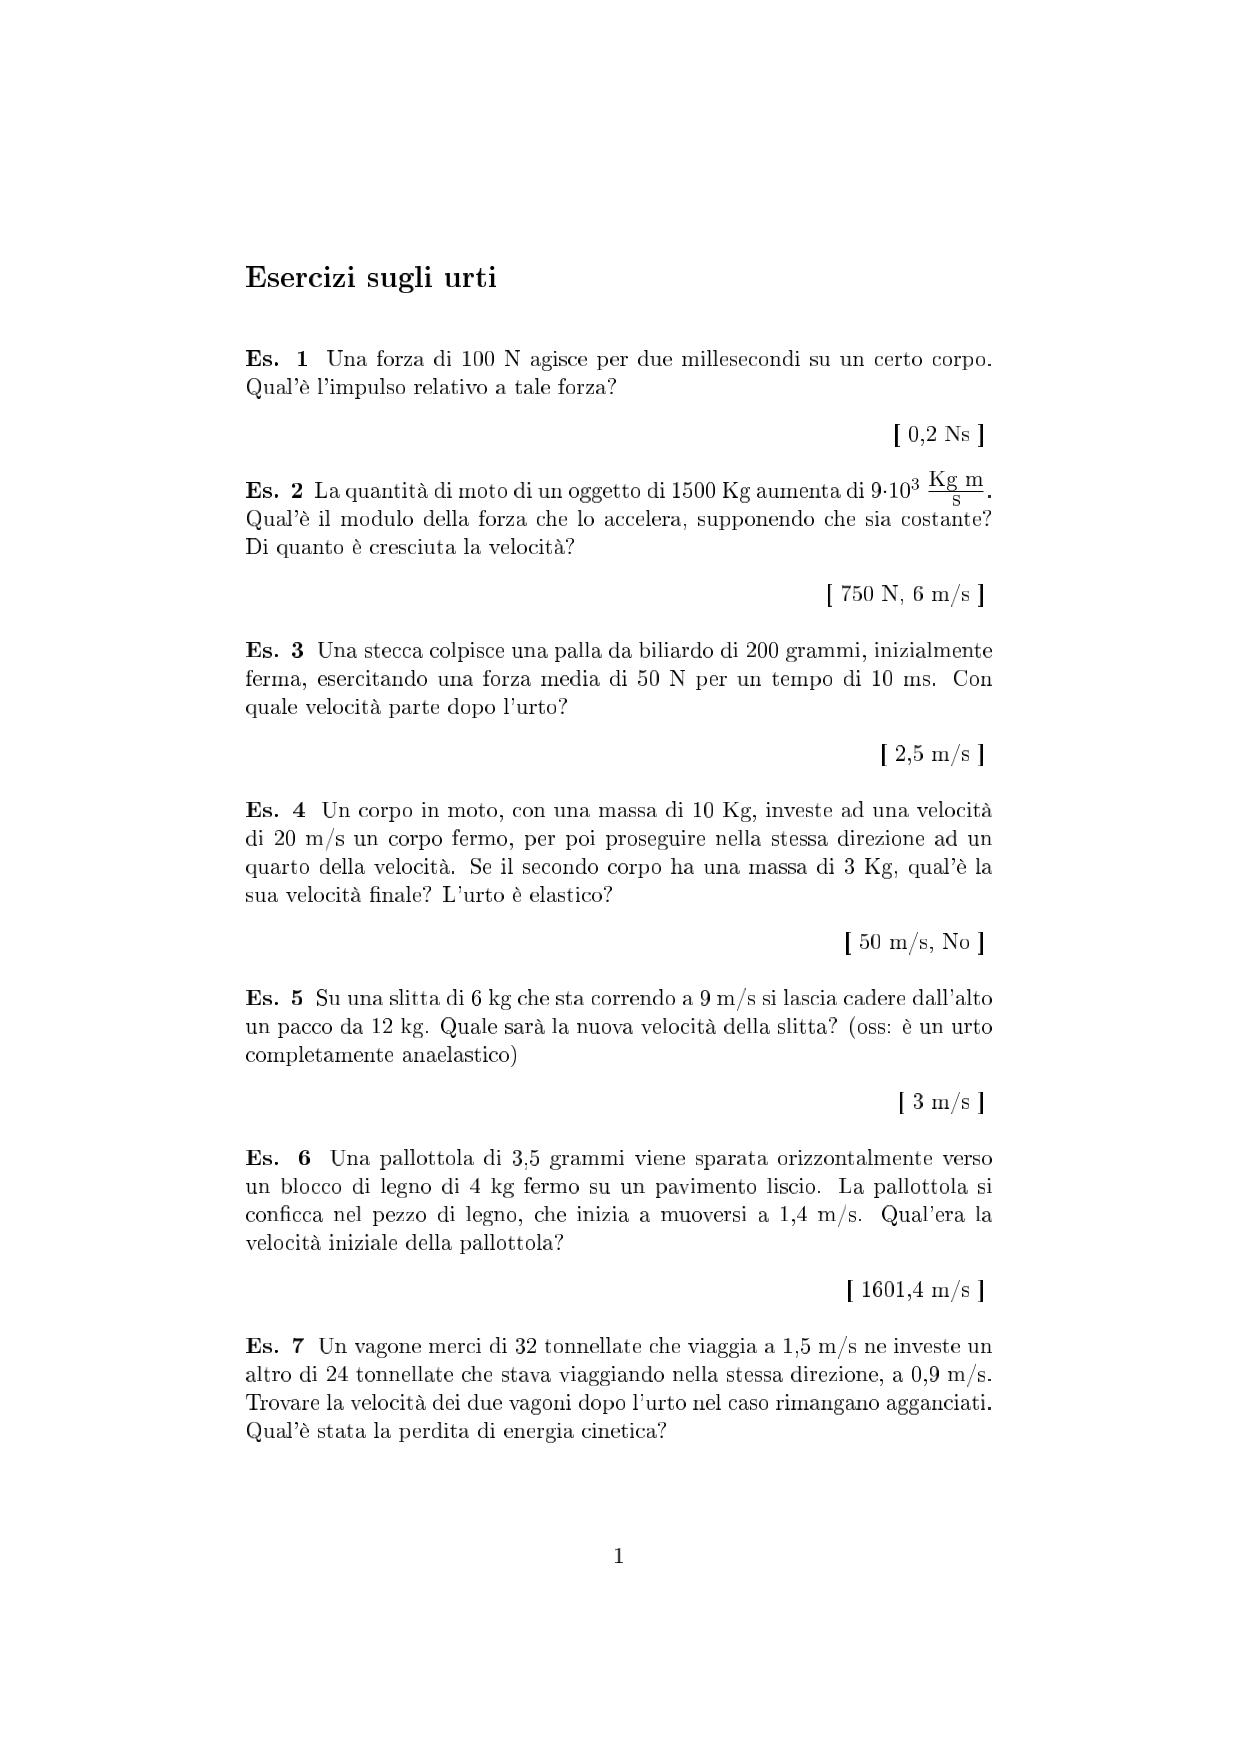 Esercizi sugli urti
Es. 1 Una forza di 100 N agisce per due millesecondi su un certo corpo.
Qual'è l'impulso relativo a tale forza?
[ 0,2 Ns ]
Es. 2 La quantità di moto di un oggetto di 1500 Kg aumenta di 9·10³ Kg m/s.
Qual'è il modulo della forza che lo accelera, supponendo che sia costante?
Di quanto è cresciuta la velocità?
[ 750 N, 6 m/s ]
Es. 3 Una stecca colpisce una palla da biliardo di 200 grammi, inizialmente
ferma, esercitando una forza media di 50 N per un tempo di 10 ms. Con
quale velocità parte dopo l'urto?
[ 2,5 m/s ]
Es. 4 Un corpo in moto, con una massa di 10 Kg, investe ad una velocità
di 20 m/s un corpo fermo, per poi proseguire nella stessa direzione ad un
quarto della velocità. Se il secondo corpo ha una massa di 3 Kg, qual'è la
sua velocità finale? L'urto è elastico?
[ 50 m/s, No ]
Es. 5 Su una slitta di 6 kg che sta correndo a 9 m/s si lascia cadere dall'alto
un pacco da 12 kg. Quale sarà la nuova velocità della slitta? (oss: è un urto
completamente anaelastico)
[ 3 m/s ]
Es. 6 Una pallottola di 3,5 grammi viene sparata orizzontalmente verso
un blocco di legno di 4 kg fermo su un pavimento liscio. La pallottola si
conficca nel pezzo di legno, che inizia a muoversi a 1,4 m/s. Qual'era la
velocità iniziale della pallottola?
[ 1601,4 m/s ]
Es. 7 Un vagone merci di 32 tonnellate che viaggia a 1,5 m/s ne investe un
altro di 24 tonnellate che stava viaggiando nella stessa direzione, a 0,9 m/s.
Trovare la velocità dei due vagoni dopo l'urto nel caso rimangano agganciati.
Qual'è stata la perdita di energia cinetica?
1